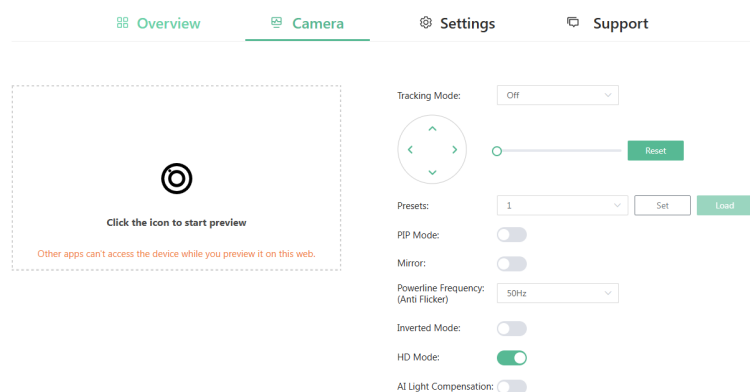 Overview
Camera
Settings
Support
Tracking Mode:
Off
Reset
Click the icon to start preview
Other apps can't access the device while you preview it on this web.
Presets:
1
Set
Load
PIP Mode:
Mirror:
Powerline Frequency:
(Anti Flicker)
50Hz
Inverted Mode:
HD Mode:
AI Light Compensation: